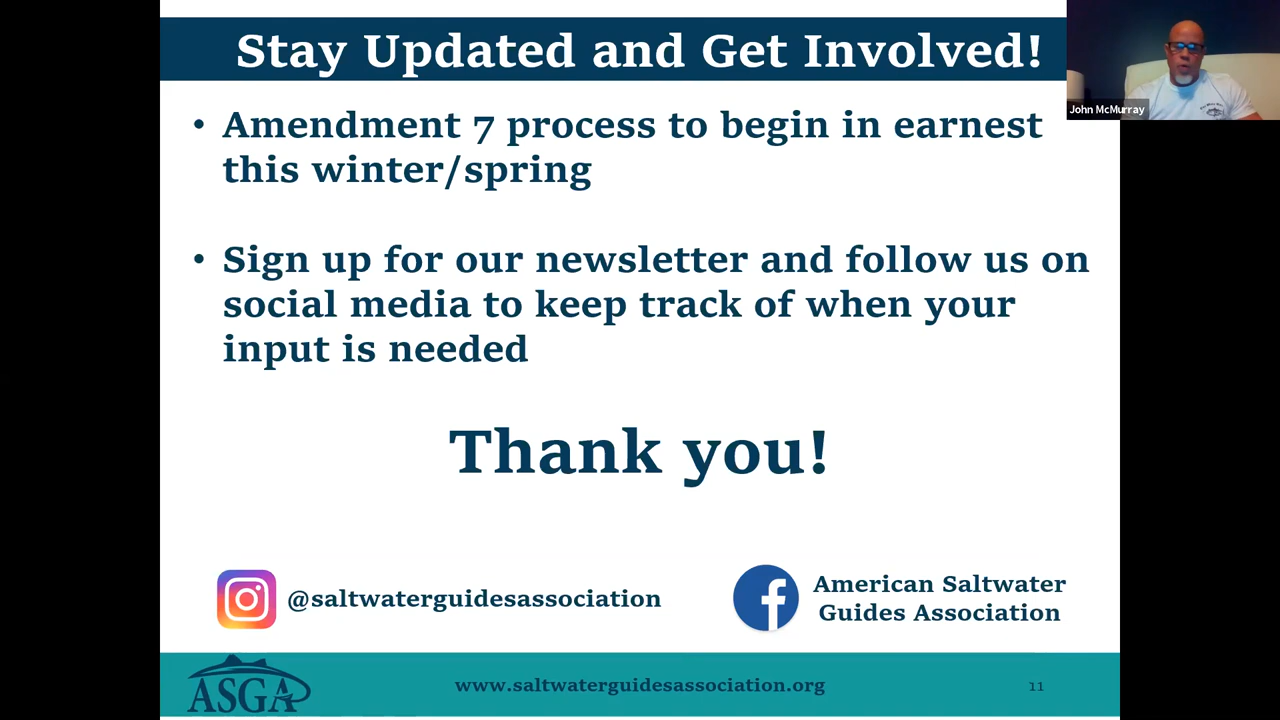 Stay Updated and Get Involved!
John McMurray
• Amendment 7 process to begin in earnest
this winter/spring
• Sign up for our newsletter and follow us on
social media to keep track of when your
input is needed
Thank you!
@saltwaterguidesassociation
American Saltwater
Guides Association
ASGA
www.saltwaterguidesassociation.org
11